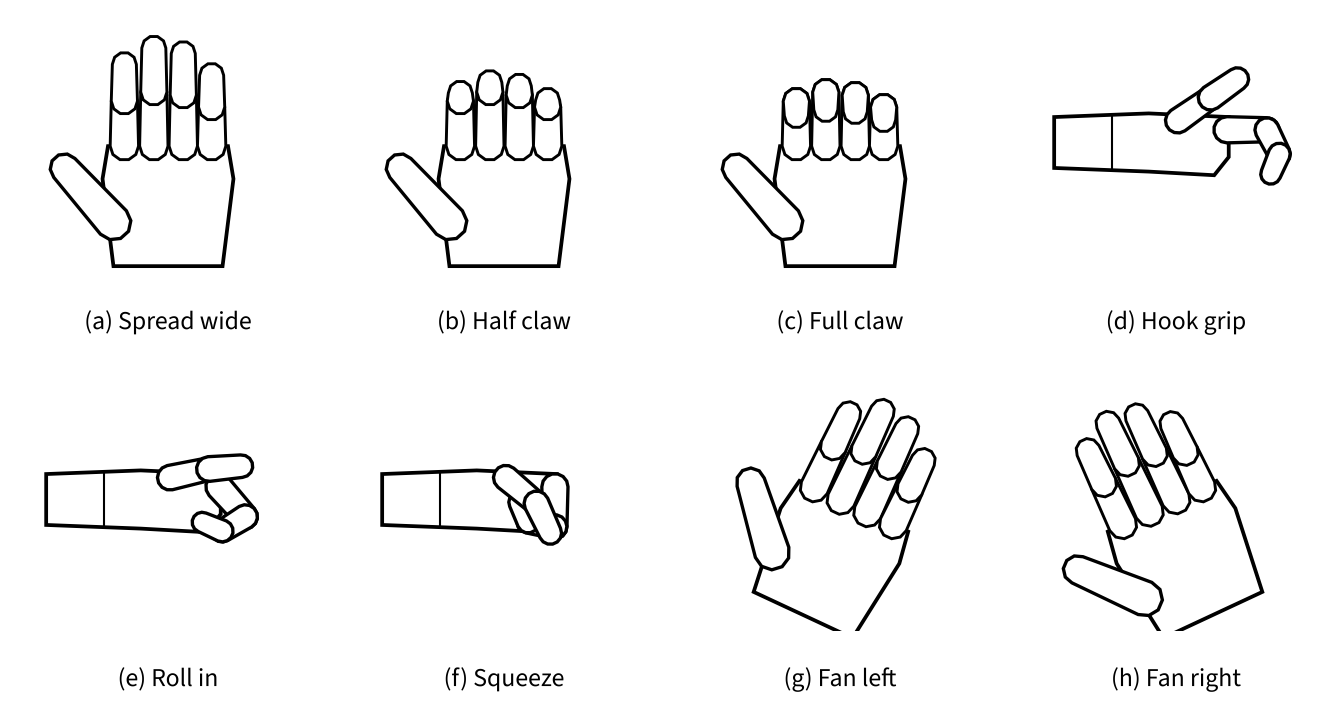 (a) Spread wide
(b) Half claw
(c) Full claw
(d) Hook grip
(e) Roll in
(f) Squeeze
(g) Fan left
(h) Fan right